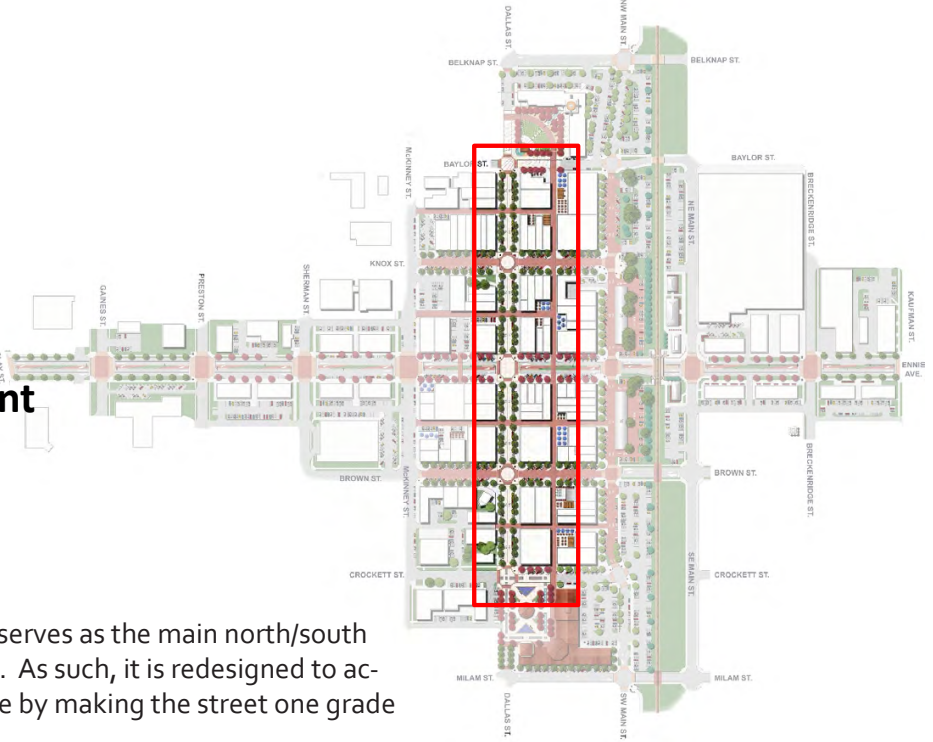 DALLAS ST.
NW MAIN ST.
BELKNAP ST.
BELKNAP ST.
BAYLOR ST.
McKINNEY ST.
BAYLOR ST.
BRECKENRIDGE ST.
NE MAIN ST.
KNOX ST.
SHERMAN ST.
PRESTON ST.
GAINES ST.
KAUFMAN ST.
ENNIS
AVE.
nt
BROWN ST.
McKINNEY ST.
BROWN ST.
BRECKENRIDGE ST.
CROCKETT ST.
SE MAIN ST.
CROCKETT ST.
serves as the main north/south
. As such, it is redesigned to ac-
e by making the street one grade
MILAM ST.
MILAM ST.
DALLAS ST.
SW MAIN ST.